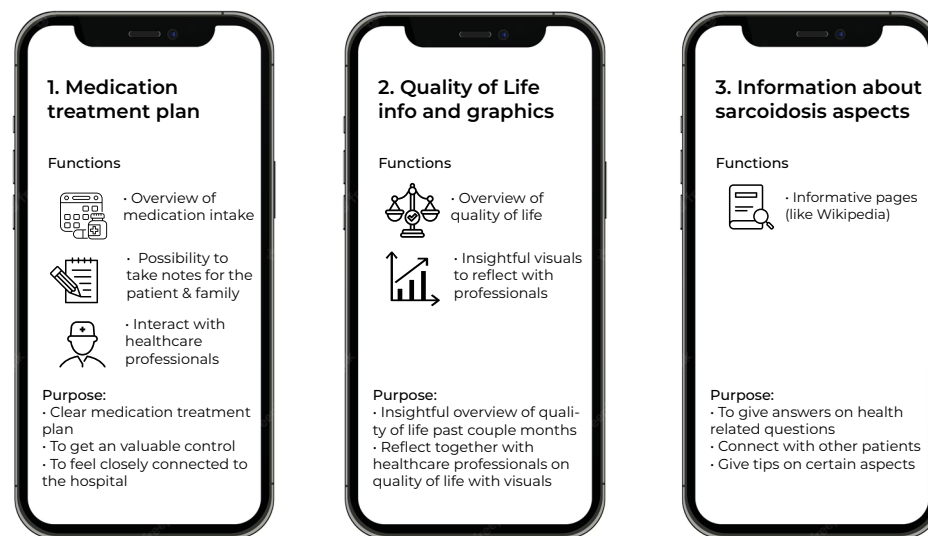 1. Medication
treatment plan
Functions
• Overview of
medication intake
• Possibility to
take notes for the
patient & family
• Interact with
healthcare
professionals
Purpose:
• Clear medication treatment
plan
• To get an valuable control
• To feel closely connected to
the hospital
2. Quality of Life
info and graphics
Functions
• Overview of
quality of life
• Insightful visuals
to reflect with
professionals
Purpose:
• Insightful overview of quali-
ty of life past couple months
• Reflect together with
healthcare professionals on
quality of life with visuals
3. Information about
sarcoidosis aspects
Functions
• Informative pages
(like Wikipedia)
Purpose:
• To give answers on health
related questions
• Connect with other patients
• Give tips on certain aspects